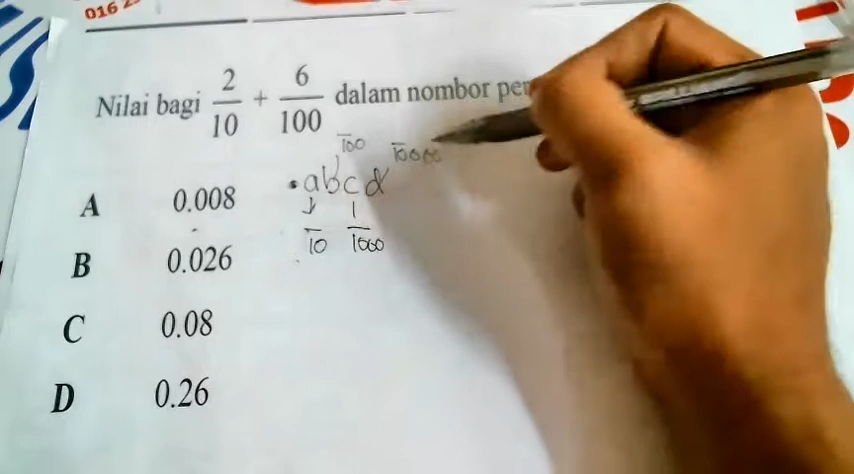 016
Nilai bagi 2/10 + 6/100 dalam nombor per
1/100
1/10000
.abcd
1/10 1/1000
A 0.008
B 0.026
C 0.08
D 0.26